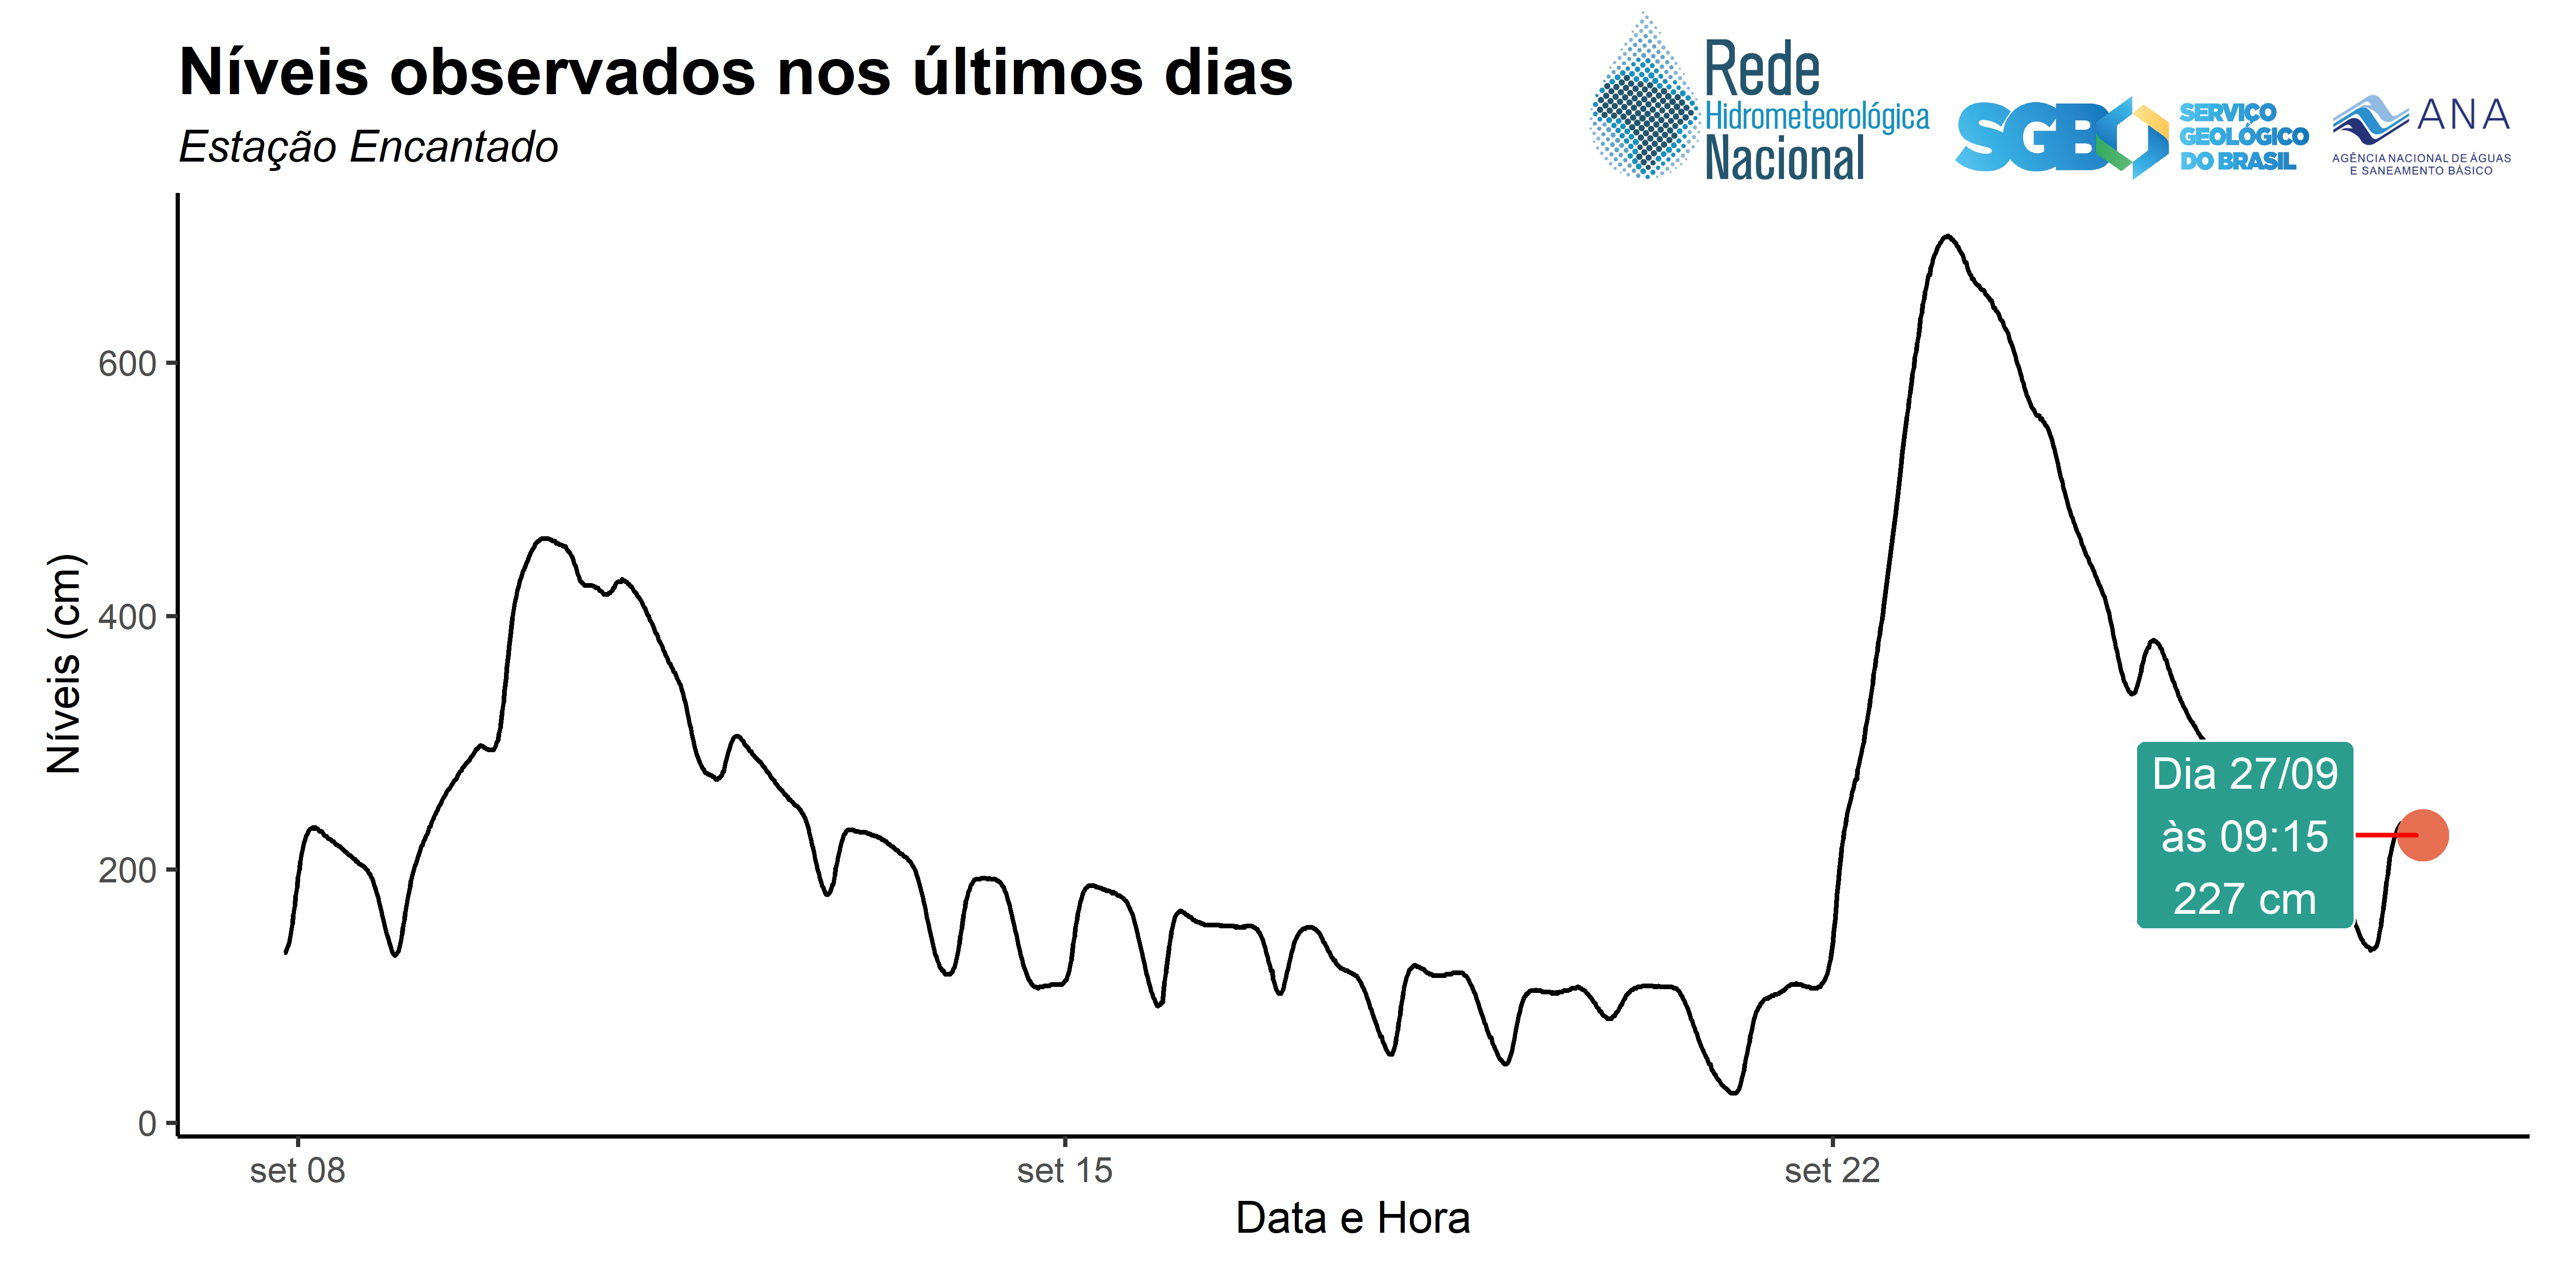 Níveis observados nos últimos dias
Estação Encantado
Rede
Hidrometeorológica
Nacional
SGB
SERVIÇO
GEOLÓGICO
DO BRASIL
ANA
AGÊNCIA NACIONAL DE ÁGUAS
E SANEAMENTO BÁSICO
Níveis (cm)
600
400
200
0
Dia 27/09
às 09:15
227 cm
set 08
set 15
set 22
Data e Hora